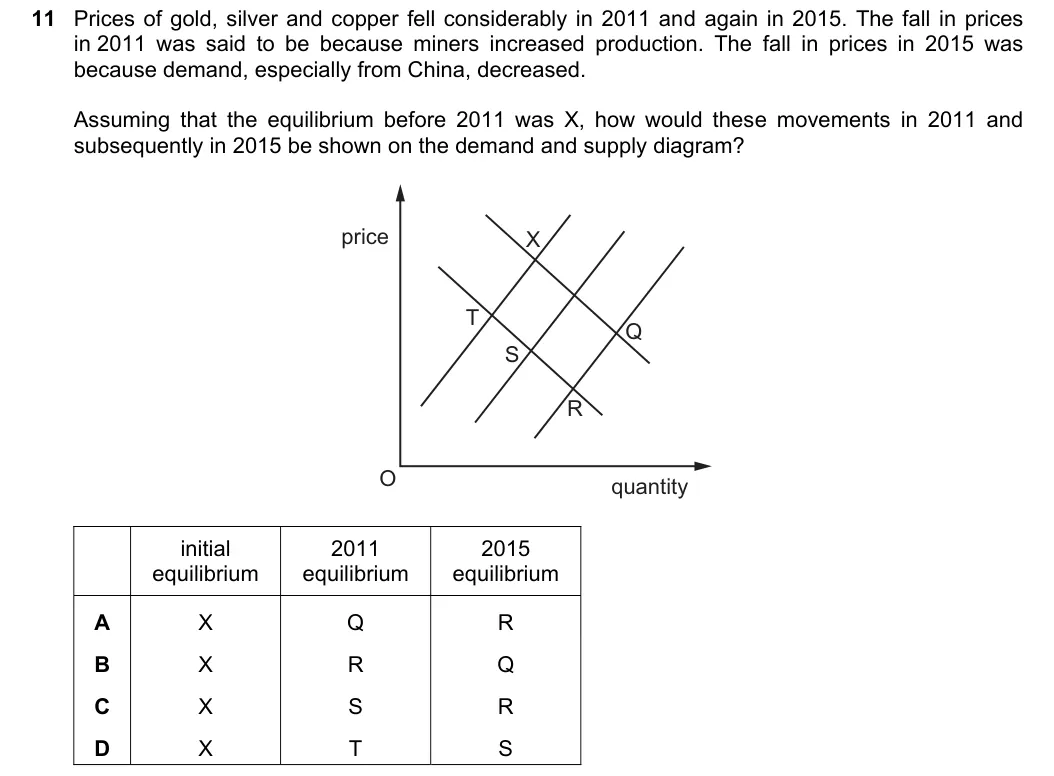 11 Prices of gold, silver and copper fell considerably in 2011 and again in 2015. The fall in prices
in 2011 was said to be because miners increased production. The fall in prices in 2015 was
because demand, especially from China, decreased.
Assuming that the equilibrium before 2011 was X, how would these movements in 2011 and
subsequently in 2015 be shown on the demand and supply diagram?
price
X
T
Q
S
R
O
quantity
initial equilibrium 2011 equilibrium 2015 equilibrium
A X Q R
B X R Q
C X S R
D X T S